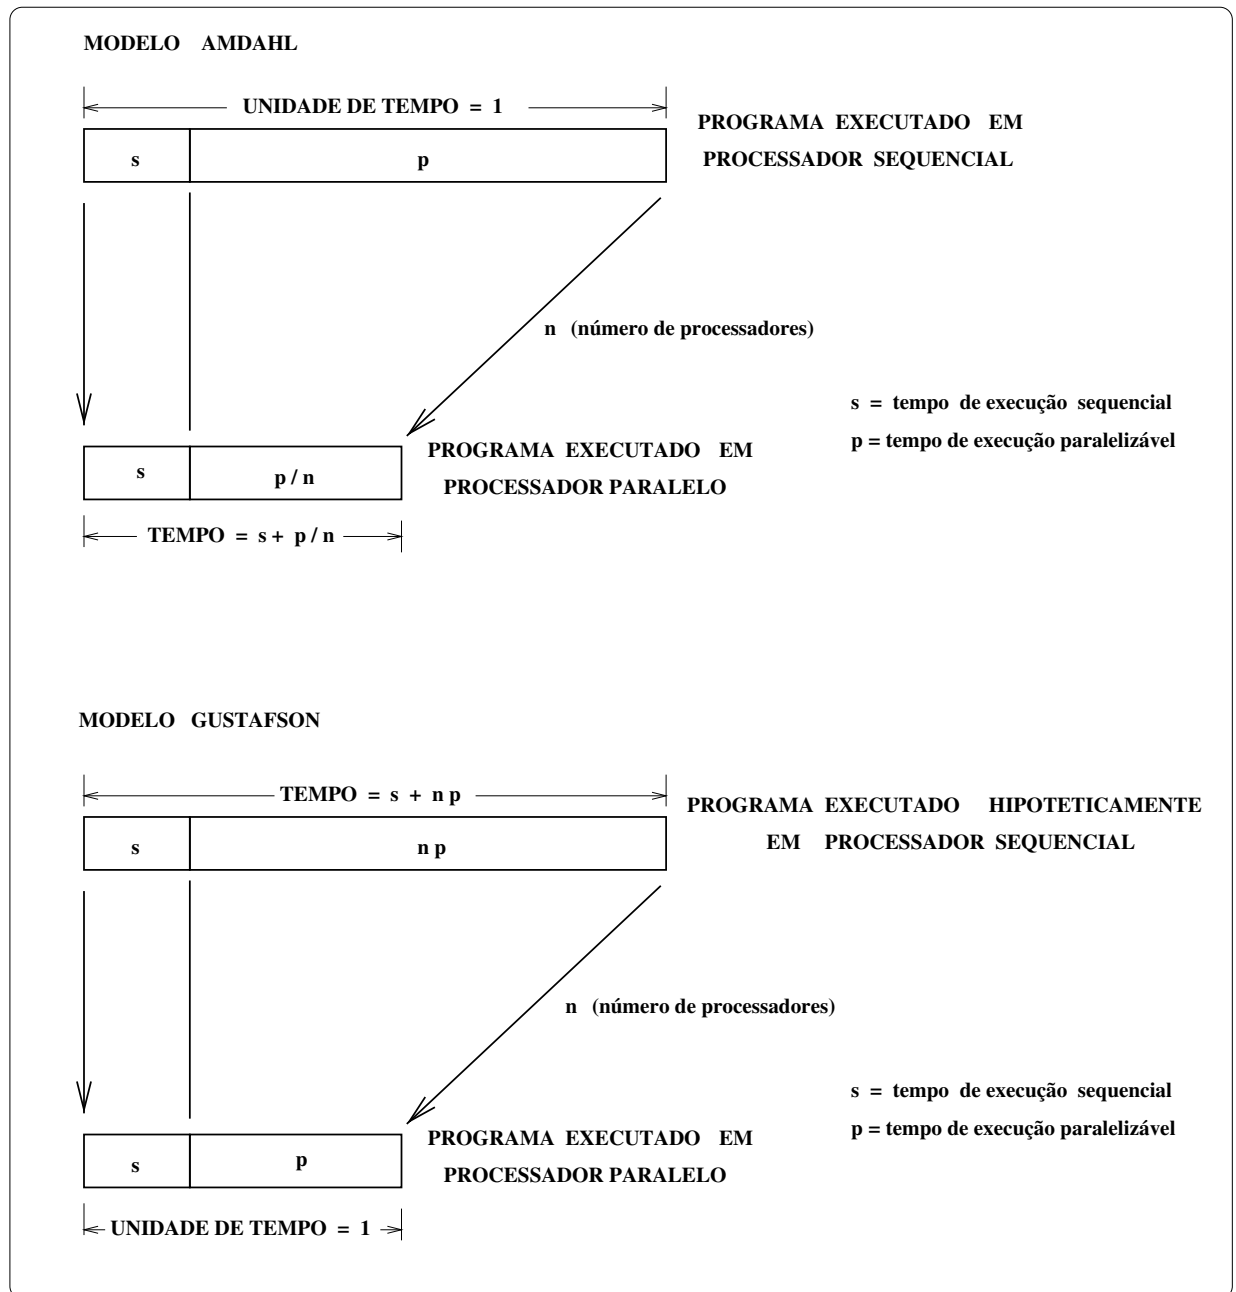 MODELO AMDAHL
UNIDADE DE TEMPO = 1
PROGRAMA EXECUTADO EM
PROCESSADOR SEQUENCIAL
s
p
n (número de processadores)
s = tempo de execução sequencial
p = tempo de execução paralelizável
PROGRAMA EXECUTADO EM
PROCESSADOR PARALELO
s
p / n
TEMPO = s + p / n
MODELO GUSTAFSON
TEMPO = s + n p
PROGRAMA EXECUTADO HIPOTETICAMENTE
EM PROCESSADOR SEQUENCIAL
s
n p
n (número de processadores)
s = tempo de execução sequencial
p = tempo de execução paralelizável
PROGRAMA EXECUTADO EM
PROCESSADOR PARALELO
s
p
UNIDADE DE TEMPO = 1